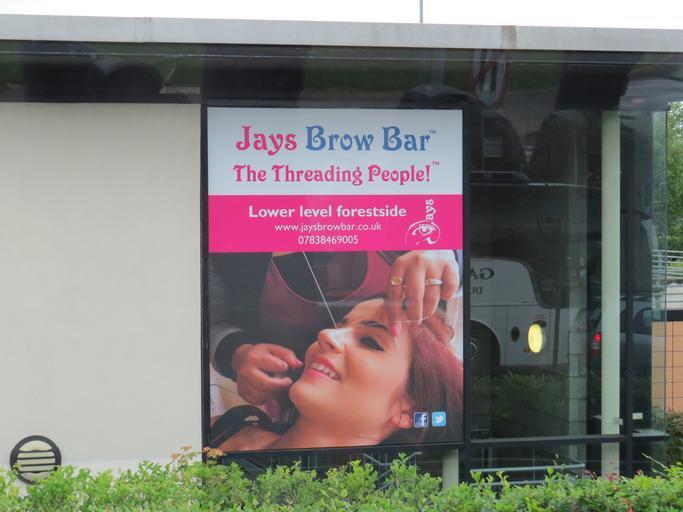 Jays Brow Bar™
The Threading People!™
Lower level forestside
www.jaysbrowbar.co.uk
07838469005
Jays